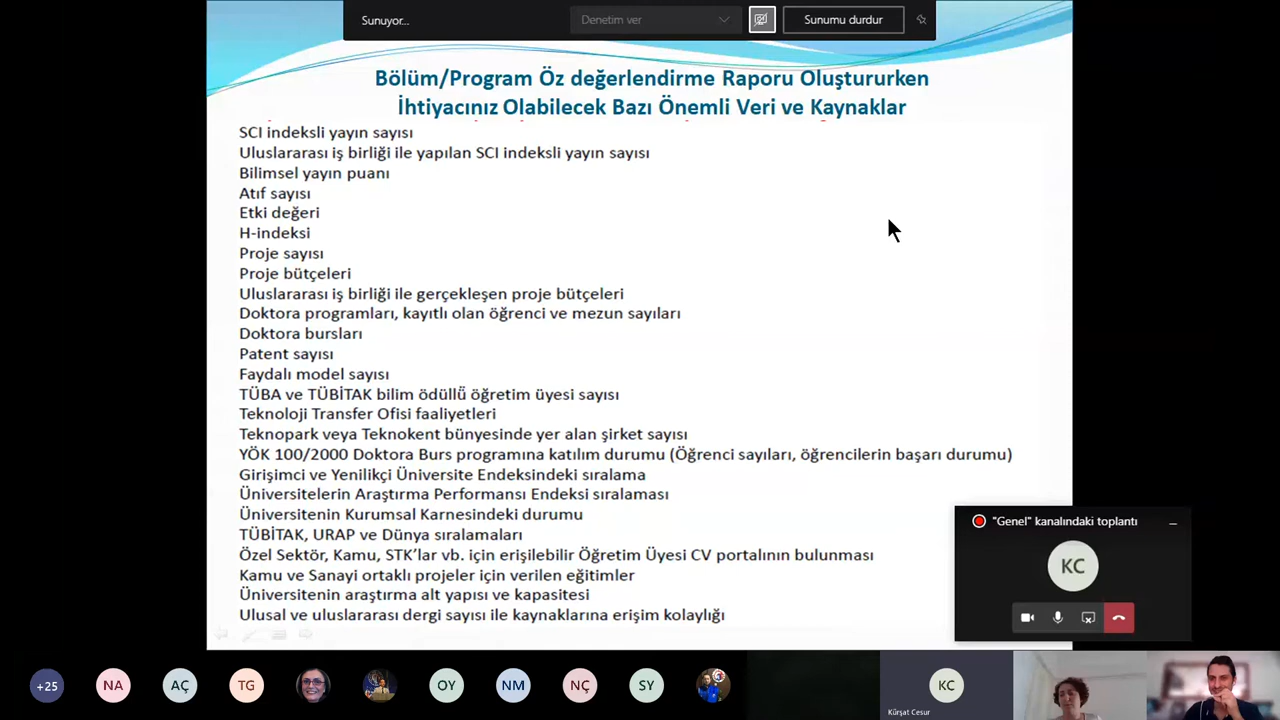 Sunuyor...
Denetim ver
Sunumu durdur
Bölüm/Program Öz değerlendirme Raporu Oluştururken
İhtiyacınız Olabilecek Bazı Önemli Veri ve Kaynaklar
SCI indeksli yayın sayısı
Uluslararası iş birliği ile yapılan SCI indeksli yayın sayısı
Bilimsel yayın puanı
Atıf sayısı
Etki değeri
H-indeksi
Proje sayısı
Proje bütçeleri
Uluslararası iş birliği ile gerçekleşen proje bütçeleri
Doktora programları, kayıtlı olan öğrenci ve mezun sayıları
Doktora bursları
Patent sayısı
Faydalı model sayısı
TÜBA ve TÜBİTAK bilim ödüllü öğretim üyesi sayısı
Teknoloji Transfer Ofisi faaliyetleri
Teknopark veya Teknokent bünyesinde yer alan şirket sayısı
YÖK 100/2000 Doktora Burs programına katılım durumu (Öğrenci sayıları, öğrencilerin başarı durumu)
Girişimci ve Yenilikçi Üniversite Endeksindeki sıralama
Üniversitelerin Araştırma Performansı Endeksi sıralaması
Üniversitenin Kurumsal Karnesindeki durumu
TÜBİTAK, URAP ve Dünya sıralamaları
Özel Sektör, Kamu, STK'lar vb. için erişilebilir Öğretim Üyesi CV portalının bulunması
Kamu ve Sanayi ortaklı projeler için verilen eğitimler
Üniversitenin araştırma alt yapısı ve kapasitesi
Ulusal ve uluslararası dergi sayısı ile kaynaklarına erişim kolaylığı
"Genel" kanalındaki toplantı
KC
+25
NA
AÇ
TG
OY
NM
NÇ
SY
KC
Kürşat Cesur